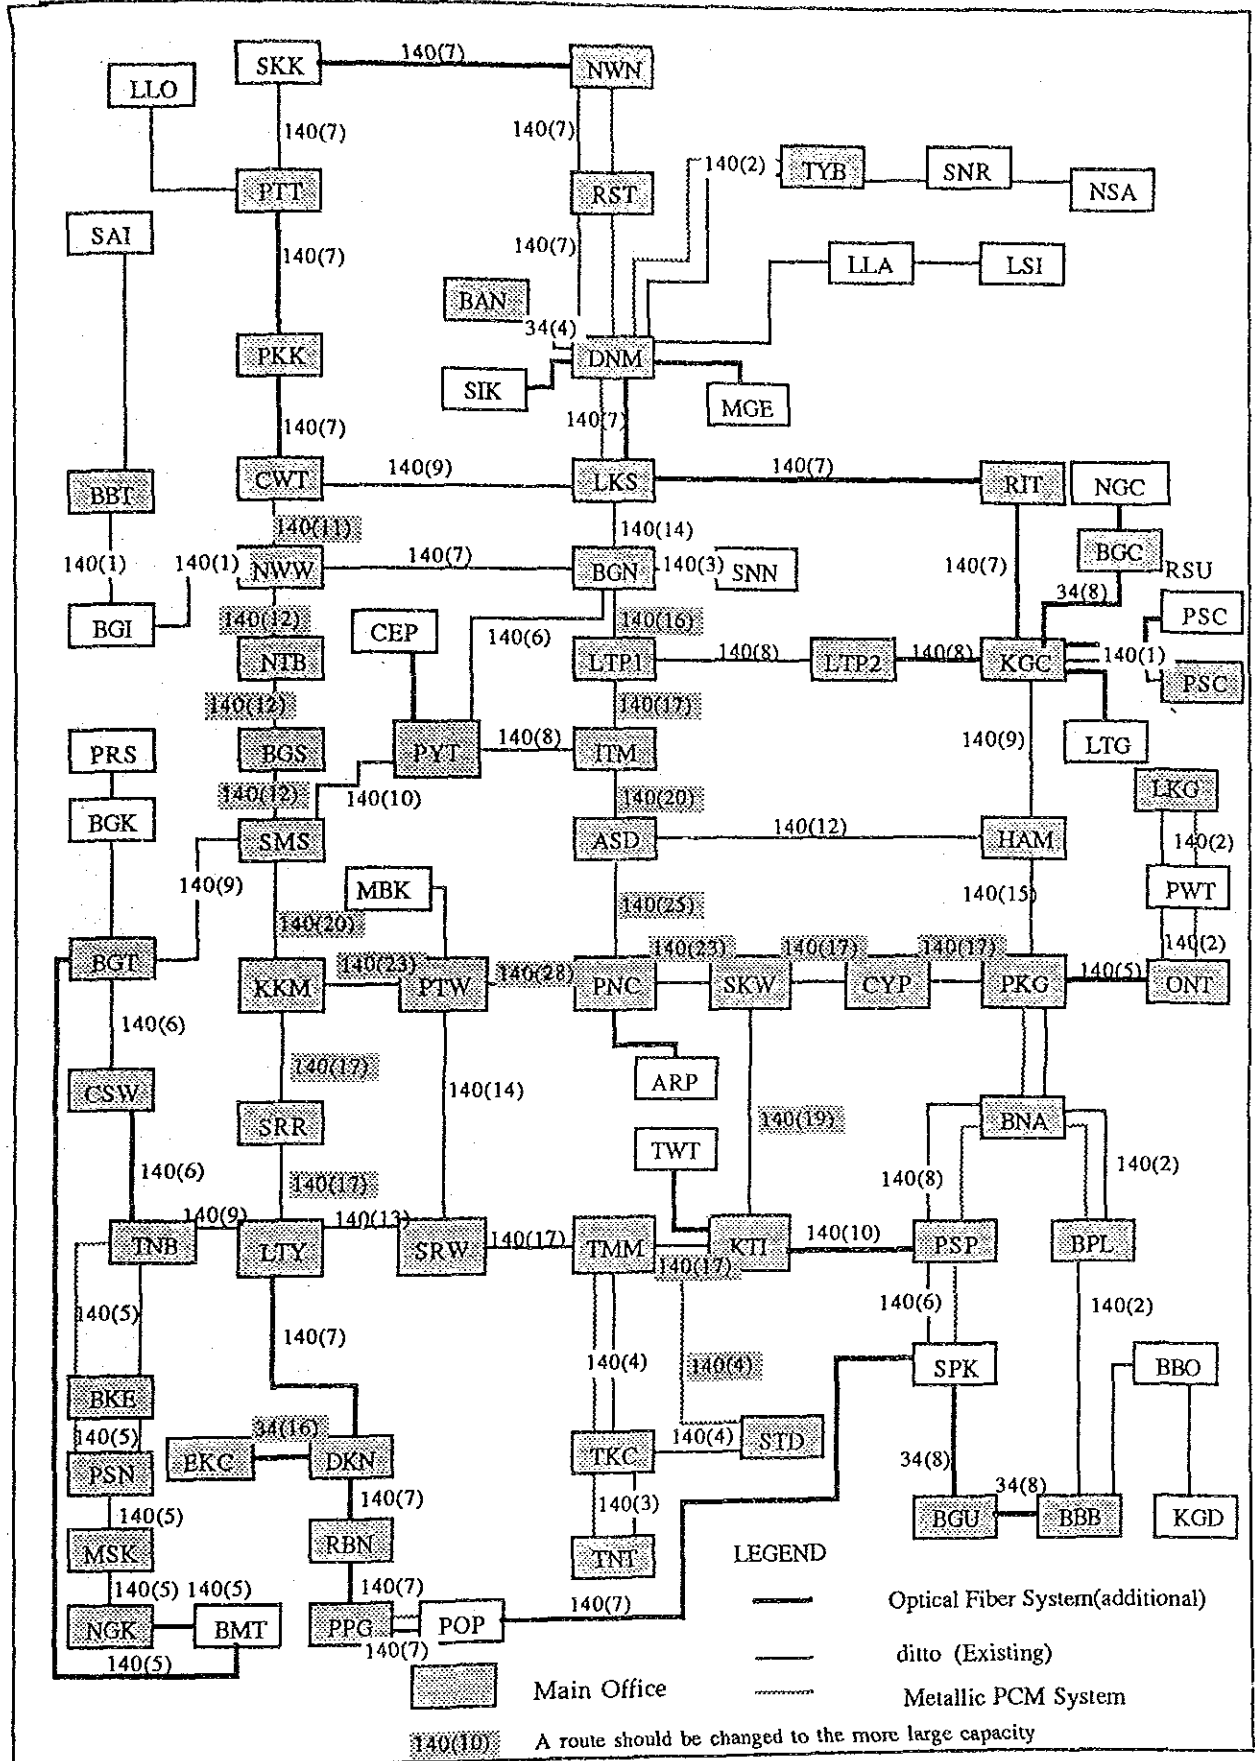 SKK
140(7)
NWN
LLO
140(7)
140(7)
PTT
RST
140(2)
TYB
SNR
NSA
SAI
140(7)
140(7)
LLA
LSI
BAN
34(4)
PKK
DNM
SIK
MGE
140(7)
140(7)
BBT
CWT
140(9)
LKS
140(7)
RIT
NGC
140(11)
140(14)
BGC
RSU
140(1)
140(1)
NWW
140(7)
BGN
140(3)
SNN
140(7)
34(8)
PSC
BGI
140(12)
CEP
140(6)
140(16)
NTB
LTP1
140(8)
LTP2
140(8)
KGC
140(1)
PSC
140(12)
140(17)
LTG
PRS
BGS
PYT
140(8)
ITM
140(9)
LKG
140(12)
140(10)
140(20)
BGK
SMS
ASD
140(12)
HAM
140(2)
140(9)
MBK
PWT
140(20)
140(25)
140(15)
BGT
140(23)
140(28)
140(23)
140(17)
140(17)
140(2)
KKM
PTW
PNC
SKW
CYP
PKG
140(5)
ONT
140(6)
140(17)
CSW
140(14)
ARP
SRR
140(19)
BNA
TWT
140(6)
140(17)
140(8)
140(2)
TNB
140(9)
LTY
140(13)
SRW
140(17)
TMM
140(17)
KTI
140(10)
PSP
BPL
140(5)
140(7)
140(6)
140(2)
140(4)
140(4)
SPK
BBO
BKE
140(5)
34(16)
EKC
DKN
TKC
140(4)
STD
PSN
34(8)
34(8)
140(5)
140(7)
140(3)
BGU
BBB
KGD
MSK
RBN
TNT
LEGEND
140(5)
140(5)
140(7)
140(7)
Optical Fiber System(additional)
NGK
BMT
PPG
POP
140(7)
140(5)
ditto (Existing)
Main Office
Metallic PCM System
140(10)
A route should be changed to the more large capacity